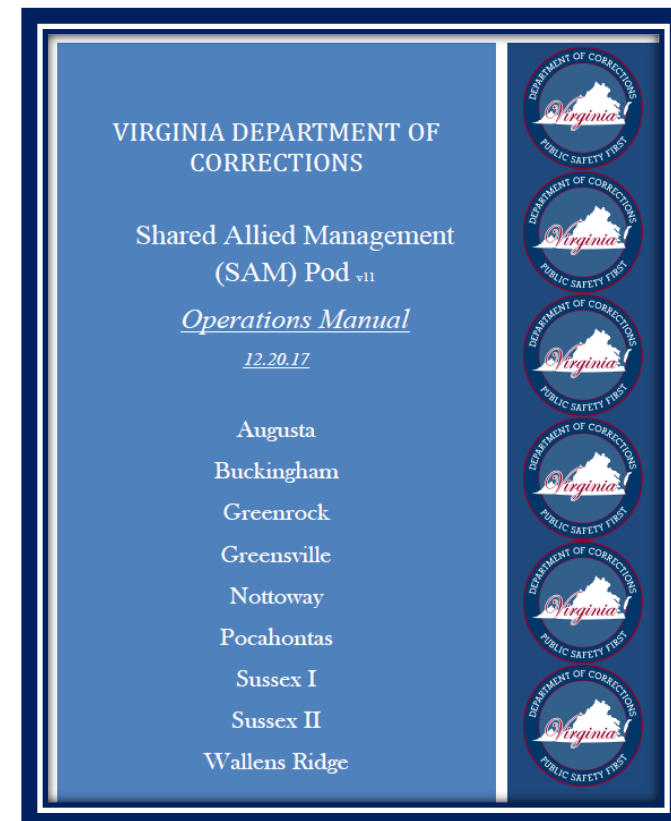 VIRGINIA DEPARTMENT OF
CORRECTIONS
Shared Allied Management
(SAM) Pod v11
Operations Manual
12.20.17
Augusta
Buckingham
Greenrock
Greensville
Nottoway
Pocahontas
Sussex I
Sussex II
Wallens Ridge
DEPARTMENT OF CORRECTIONS
Virginia
PUBLIC SAFETY FIRST
DEPARTMENT OF CORRECTIONS
Virginia
PUBLIC SAFETY FIRST
DEPARTMENT OF CORRECTIONS
Virginia
PUBLIC SAFETY FIRST
DEPARTMENT OF CORRECTIONS
Virginia
PUBLIC SAFETY FIRST
DEPARTMENT OF CORRECTIONS
Virginia
PUBLIC SAFETY FIRST
DEPARTMENT OF CORRECTIONS
Virginia
PUBLIC SAFETY FIRST